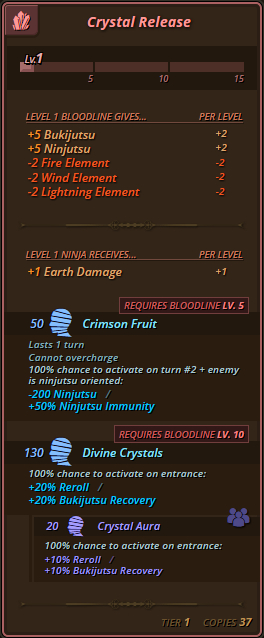 Crystal Release
Lv.1
5 10 15
LEVEL 1 BLOODLINE GIVES... PER LEVEL
+5 Bukijutsu +2
+5 Ninjutsu +2
-2 Fire Element -2
-2 Wind Element -2
-2 Lightning Element -2
LEVEL 1 NINJA RECEIVES... PER LEVEL
+1 Earth Damage +1
REQUIRES BLOODLINE LV. 5
50 Crimson Fruit
Lasts 1 turn
Cannot overcharge
100% chance to activate on turn #2 + enemy
is ninjutsu oriented:
-200 Ninjutsu /
+50% Ninjutsu Immunity
REQUIRES BLOODLINE LV. 10
130 Divine Crystals
100% chance to activate on entrance:
+20% Reroll /
+20% Bukijutsu Recovery
20 Crystal Aura
100% chance to activate on entrance:
+10% Reroll /
+10% Bukijutsu Recovery
TIER 1 COPIES 37